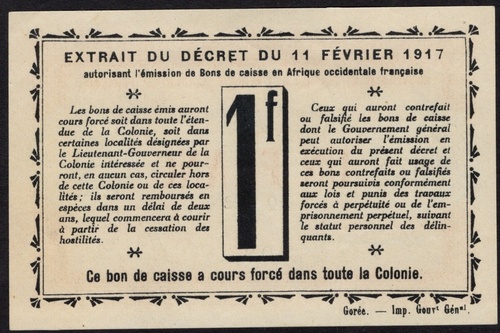 EXTRAIT DU DÉCRET DU 11 FÉVRIER 1917
autorisant l'émission de Bons de caisse en Afrique occidentale française
Les bons de caisse émis auront
cours forcé soit dans toute l'éten-
due de la Colonie, soit dans
certaines localités désignées par
le Lieutenant-Gouverneur de la
Colonie intéressée et ne pour-
ront, en aucun cas, circuler hors
de cette Colonie ou de ces loca-
lités; ils seront remboursés en
espèces dans un délai de deux
ans, lequel commencera à courir
à partir de la cessation des
hostilités.
1f
Ceux qui auront contrefait
ou falsifié les bons de caisse
dont le Gouvernement général
peut autoriser l'émission en
exécution du présent décret et
ceux qui auront fait usage de
ces bons contrefaits ou falsifiés
seront poursuivis conformément
aux lois et punis des travaux
forcés à perpétuité ou de l'em-
prisonnement perpétuel, suivant
le statut personnel des délin-
quants.
Ce bon de caisse a cours forcé dans toute la Colonie.
Gorée. — Imp. Gouvt Génal.